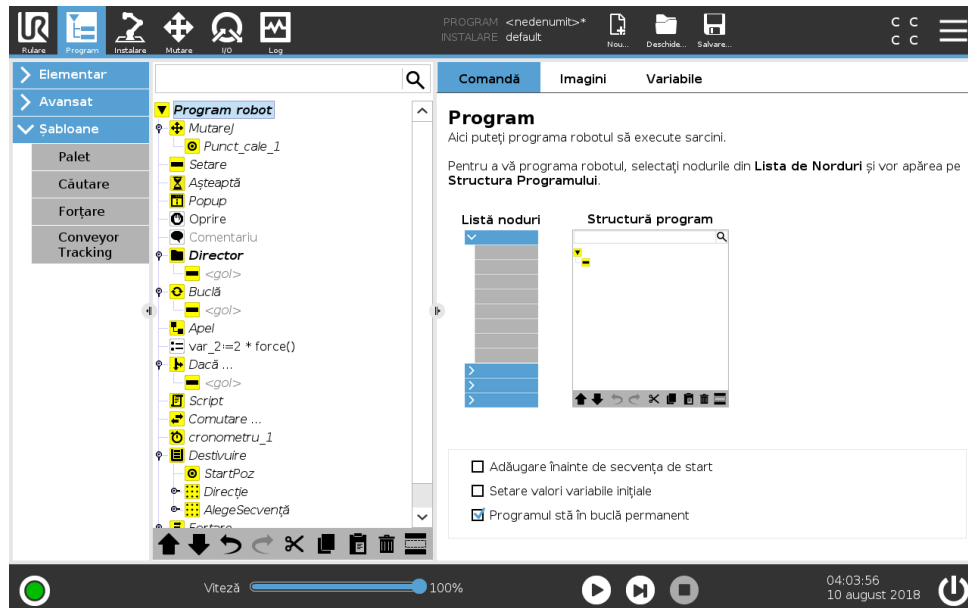 PROGRAM <nedenumit>*
INSTALARE default
Rulare
Program
Instalare
Mutare
I/O
Log
Nou...
Deschide...
Salvare...
C C
C C
Elementar
Avansat
Șabloane
Palet
Căutare
Forțare
Conveyor
Tracking
Program robot
MutareJ
Punct_cale_1
Setare
Așteaptă
Popup
Oprire
Comentariu
Director
<gol>
Buclă
<gol>
Apel
var_2:=2 * force()
Dacă ...
<gol>
Script
Comutare ...
cronometru_1
Destivuire
StartPoz
Direcție
AlegeSecvență
Forțare
Comandă
Imagini
Variabile
Program
Aici puteți programa robotul să execute sarcini.
Pentru a vă programa robotul, selectați nodurile din Lista de Norduri și vor apărea pe
Structura Programului.
Listă noduri
Structură program
Adăugare înainte de secvența de start
Setare valori variabile inițiale
Programul stă în buclă permanent
Viteză
100%
04:03:56
10 august 2018